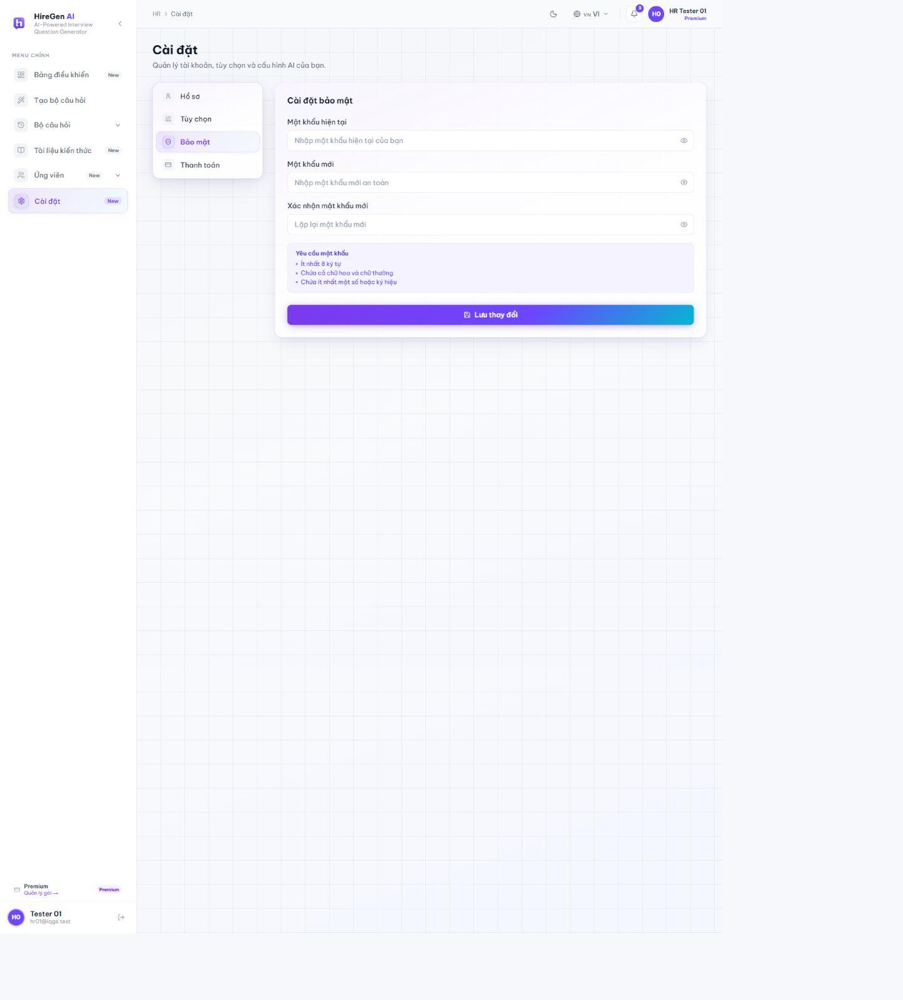 HireGen AI
AI-Powered Interview
Question Generator
MENU CHÍNH
Bảng điều khiển
New
Tạo bộ câu hỏi
Bộ câu hỏi
Tài liệu kiến thức
New
Ứng viên
New
Cài đặt
New
Premium
Quản lý gói →
Premium
H0
Tester 01
hr01@iqgs.test
HR > Cài đặt
VN VI
3
H0
HR Tester 01
Premium
Cài đặt
Quản lý tài khoản, tùy chọn và cấu hình AI của bạn.
Hồ sơ
Tùy chọn
Bảo mật
Thanh toán
Cài đặt bảo mật
Mật khẩu hiện tại
Nhập mật khẩu hiện tại của bạn
Mật khẩu mới
Nhập mật khẩu mới an toàn
Xác nhận mật khẩu mới
Lặp lại mật khẩu mới
Yêu cầu mật khẩu
• Ít nhất 8 ký tự
• Chứa cả chữ hoa và chữ thường
• Chứa ít nhất một số hoặc ký hiệu
Lưu thay đổi